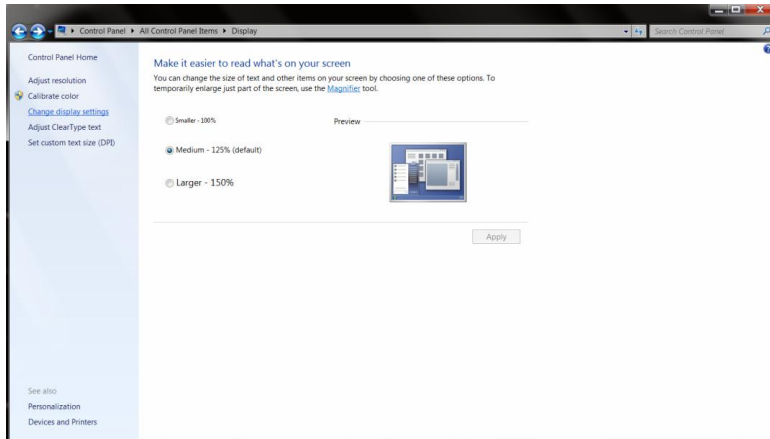 Control Panel ▸ All Control Panel Items ▸ Display
Search Control Panel
Control Panel Home
Adjust resolution
Calibrate color
Change display settings
Adjust ClearType text
Set custom text size (DPI)
See also
Personalization
Devices and Printers
Make it easier to read what's on your screen
You can change the size of text and other items on your screen by choosing one of these options. To
temporarily enlarge just part of the screen, use the Magnifier tool.
Smaller - 100%
Preview
Medium - 125% (default)
Larger - 150%
Apply